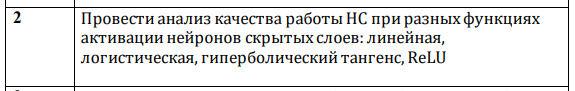 2
Провести анализ качества работы НС при разных функциях
активации нейронов скрытых слоев: линейная,
логистическая, гиперболический тангенс, ReLU